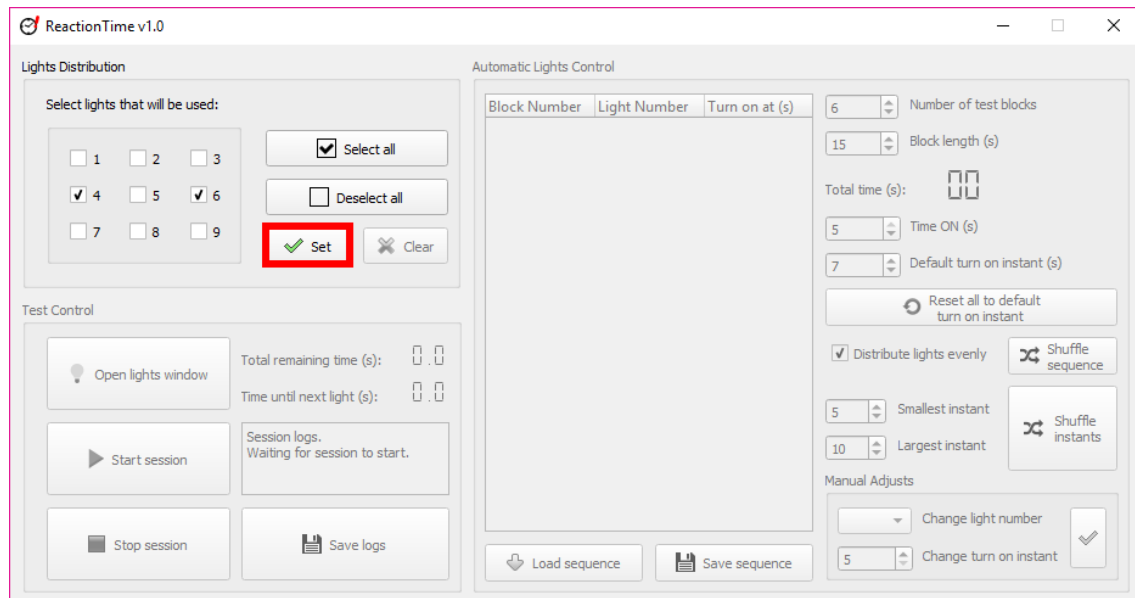 ReactionTime v1.0
Lights Distribution
Select lights that will be used:
1 2 3
4 5 6
7 8 9
Select all
Deselect all
Set
Clear
Test Control
Open lights window
Total remaining time (s): 0.0
Time until next light (s): 0.0
Start session
Session logs.
Waiting for session to start.
Stop session
Save logs
Automatic Lights Control
Block Number Light Number Turn on at (s)
Load sequence
Save sequence
6 Number of test blocks
15 Block length (s)
Total time (s): 00
5 Time ON (s)
7 Default turn on instant (s)
Reset all to default
turn on instant
Distribute lights evenly
Shuffle
sequence
5 Smallest instant
10 Largest instant
Shuffle
instants
Manual Adjusts
Change light number
5 Change turn on instant